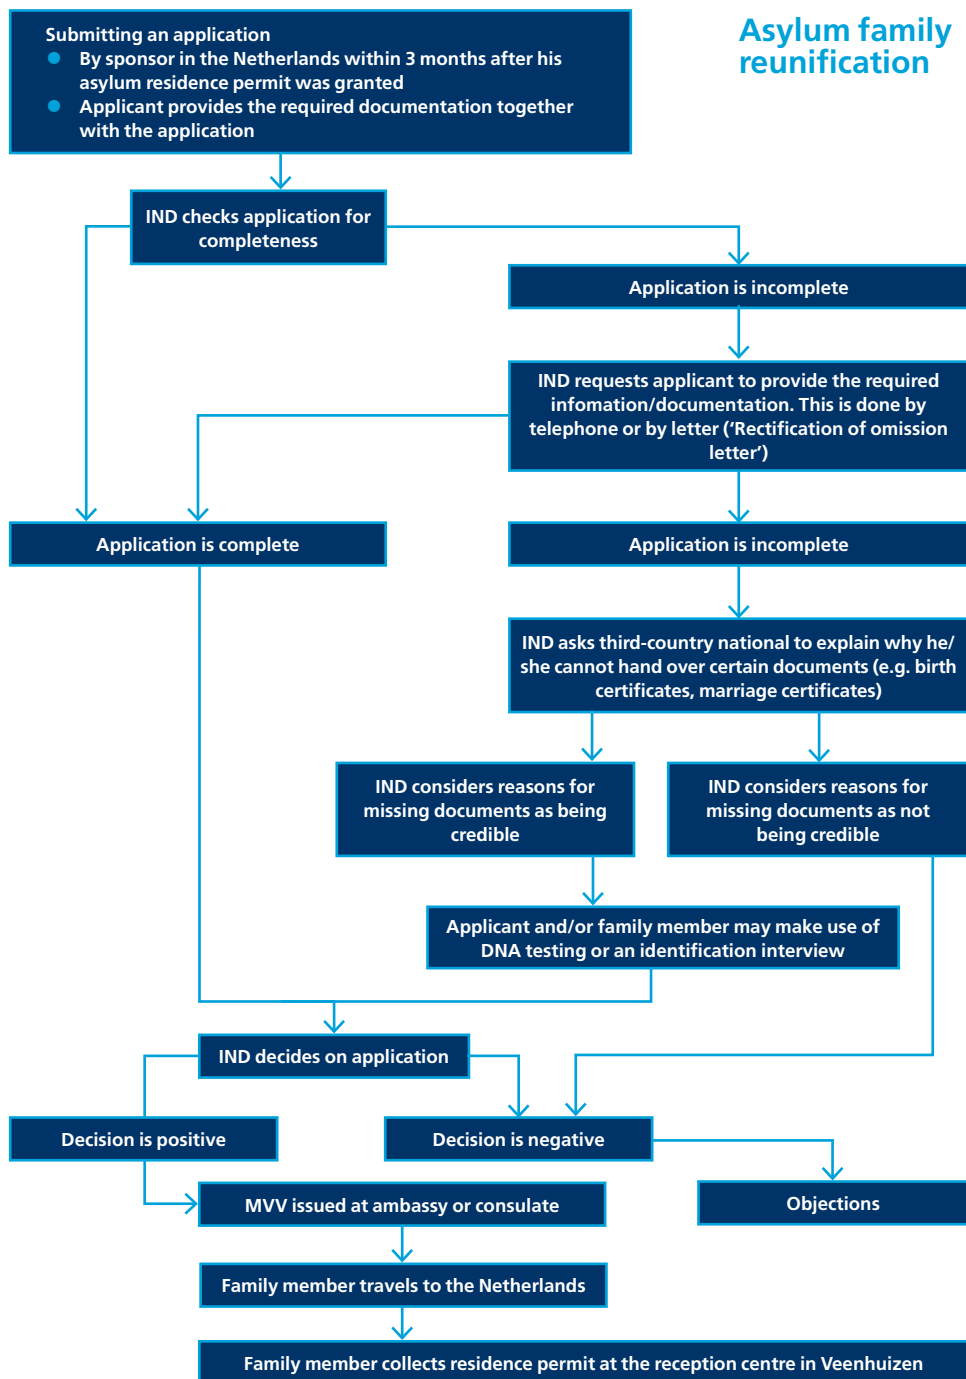 Asylum family
reunification
Submitting an application
● By sponsor in the Netherlands within 3 months after his
asylum residence permit was granted
● Applicant provides the required documentation together
with the application
IND checks application for
completeness
Application is incomplete
IND requests applicant to provide the required
infomation/documentation. This is done by
telephone or by letter (‘Rectification of omission
letter’)
Application is complete
Application is incomplete
IND asks third-country national to explain why he/
she cannot hand over certain documents (e.g. birth
certificates, marriage certificates)
IND considers reasons for
missing documents as being
credible
IND considers reasons for
missing documents as not
being credible
Applicant and/or family member may make use of
DNA testing or an identification interview
IND decides on application
Decision is positive
Decision is negative
MVV issued at ambassy or consulate
Objections
Family member travels to the Netherlands
Family member collects residence permit at the reception centre in Veenhuizen